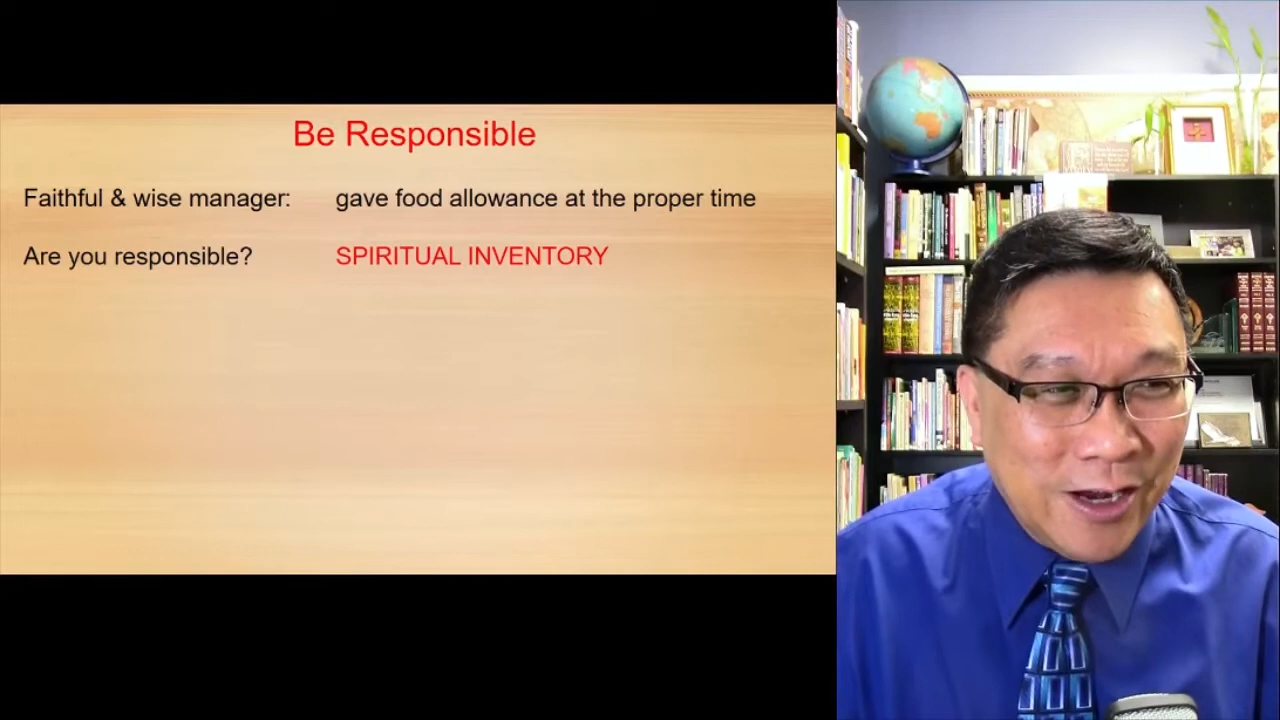 Be Responsible
Faithful & wise manager: gave food allowance at the proper time
Are you responsible? SPIRITUAL INVENTORY